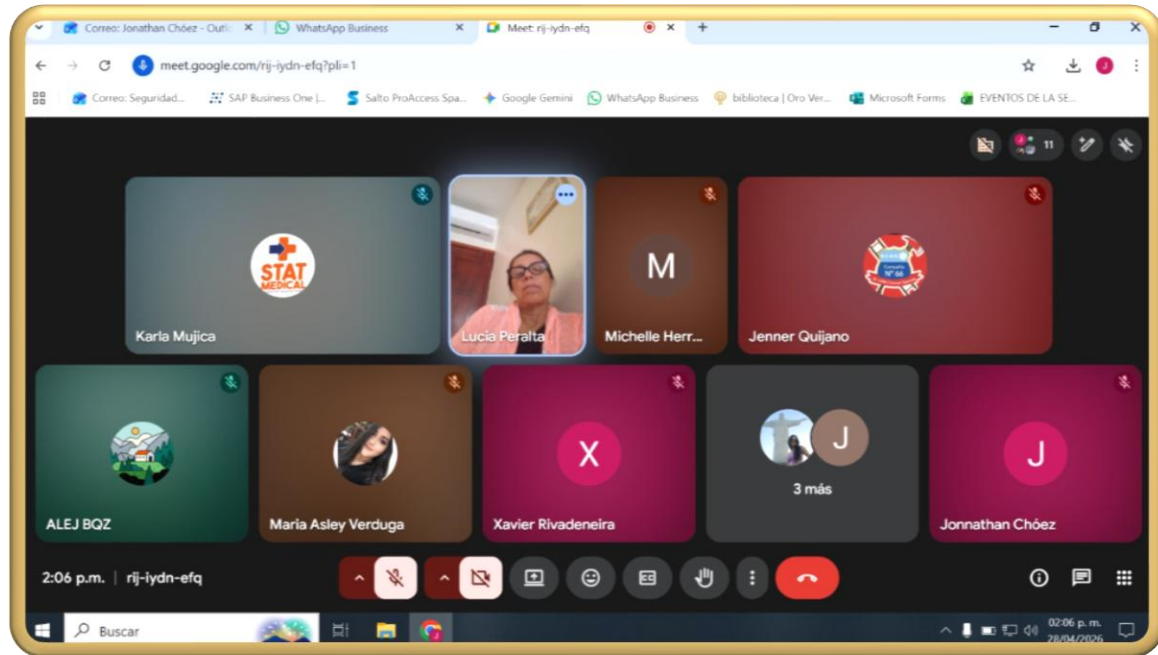 Correo: Jonathan Chóez - Outlc
WhatsApp Business
Meet: rij-iydn-efq
meet.google.com/rij-iydn-efq?pli=1
J
Correo: Seguridad...
SAP Business One |...
Salto ProAccess Spa...
Google Gemini
WhatsApp Business
biblioteca | Oro Ver...
Microsoft Forms
EVENTOS DE LA SE...
11
STAT
MEDICAL
Karla Mujica
Lucia Peralta
M
Michelle Herr...
N° 66
Jenner Quijano
ALEJ BQZ
Maria Asley Verduga
X
Xavier Rivadeneira
J
3 más
J
Jonnathan Chóez
2:06 p.m. | rij-iydn-efq
Buscar
02:06 p. m.
28/04/2026